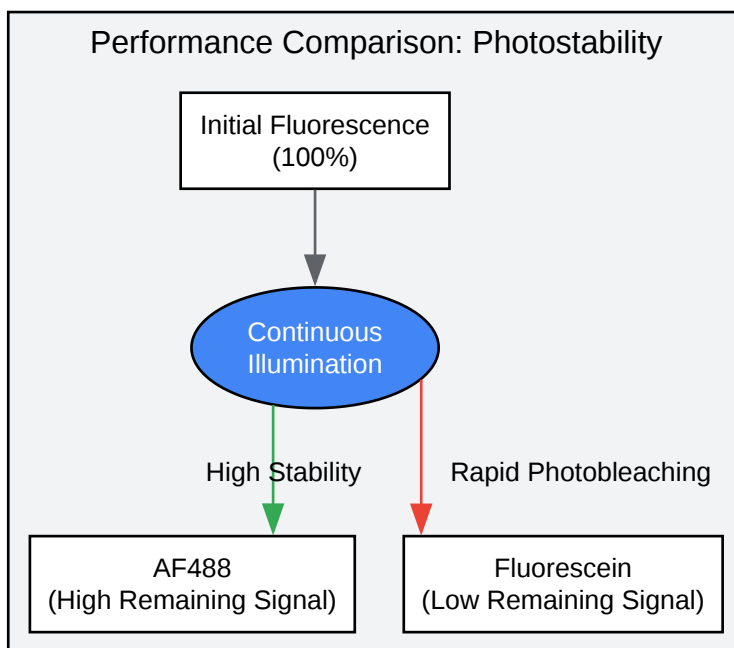 Performance Comparison: Photostability
Initial Fluorescence
(100%)
Continuous
Illumination
High Stability
Rapid Photobleaching
AF488
(High Remaining Signal)
Fluorescein
(Low Remaining Signal)